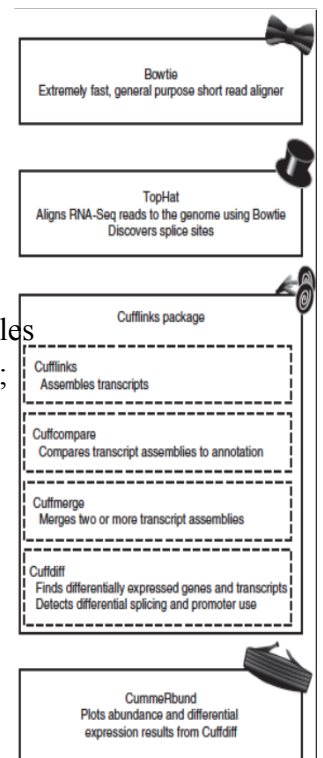 Bowtie
Extremely fast, general purpose short read aligner
TopHat
Aligns RNA-Seq reads to the genome using Bowtie
Discovers splice sites
Cufflinks package
les
;
Cufflinks
Assembles transcripts
Cuffcompare
Compares transcript assemblies to annotation
Cuffmerge
Merges two or more transcript assemblies
Cuffdiff
Finds differentially expressed genes and transcripts
Detects differential splicing and promoter use
CummeRbund
Plots abundance and differential
expression results from Cuffdiff